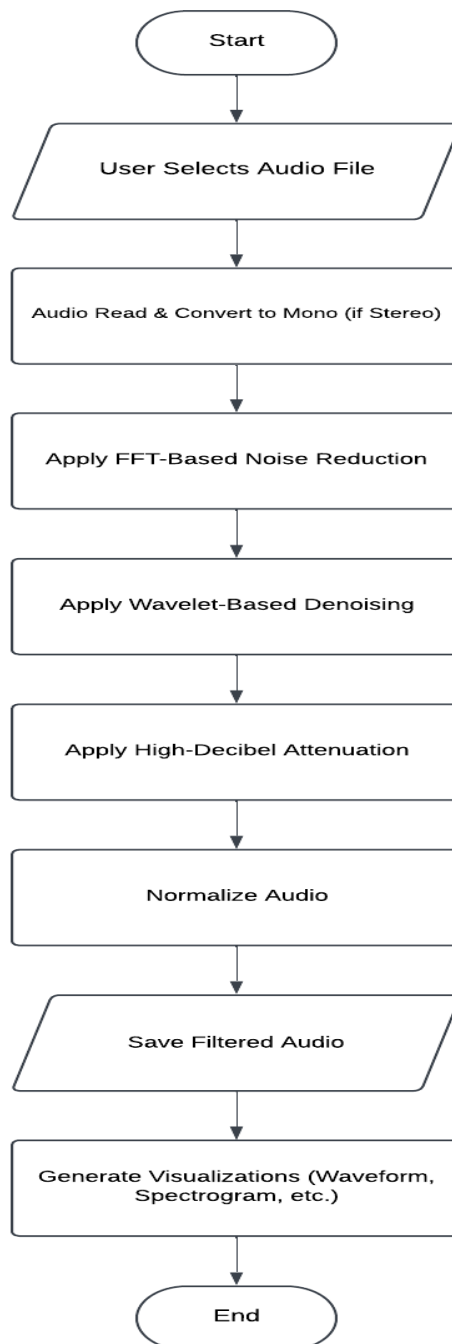 Start
User Selects Audio File
Audio Read & Convert to Mono (if Stereo)
Apply FFT-Based Noise Reduction
Apply Wavelet-Based Denoising
Apply High-Decibel Attenuation
Normalize Audio
Save Filtered Audio
Generate Visualizations (Waveform,
Spectrogram, etc.)
End